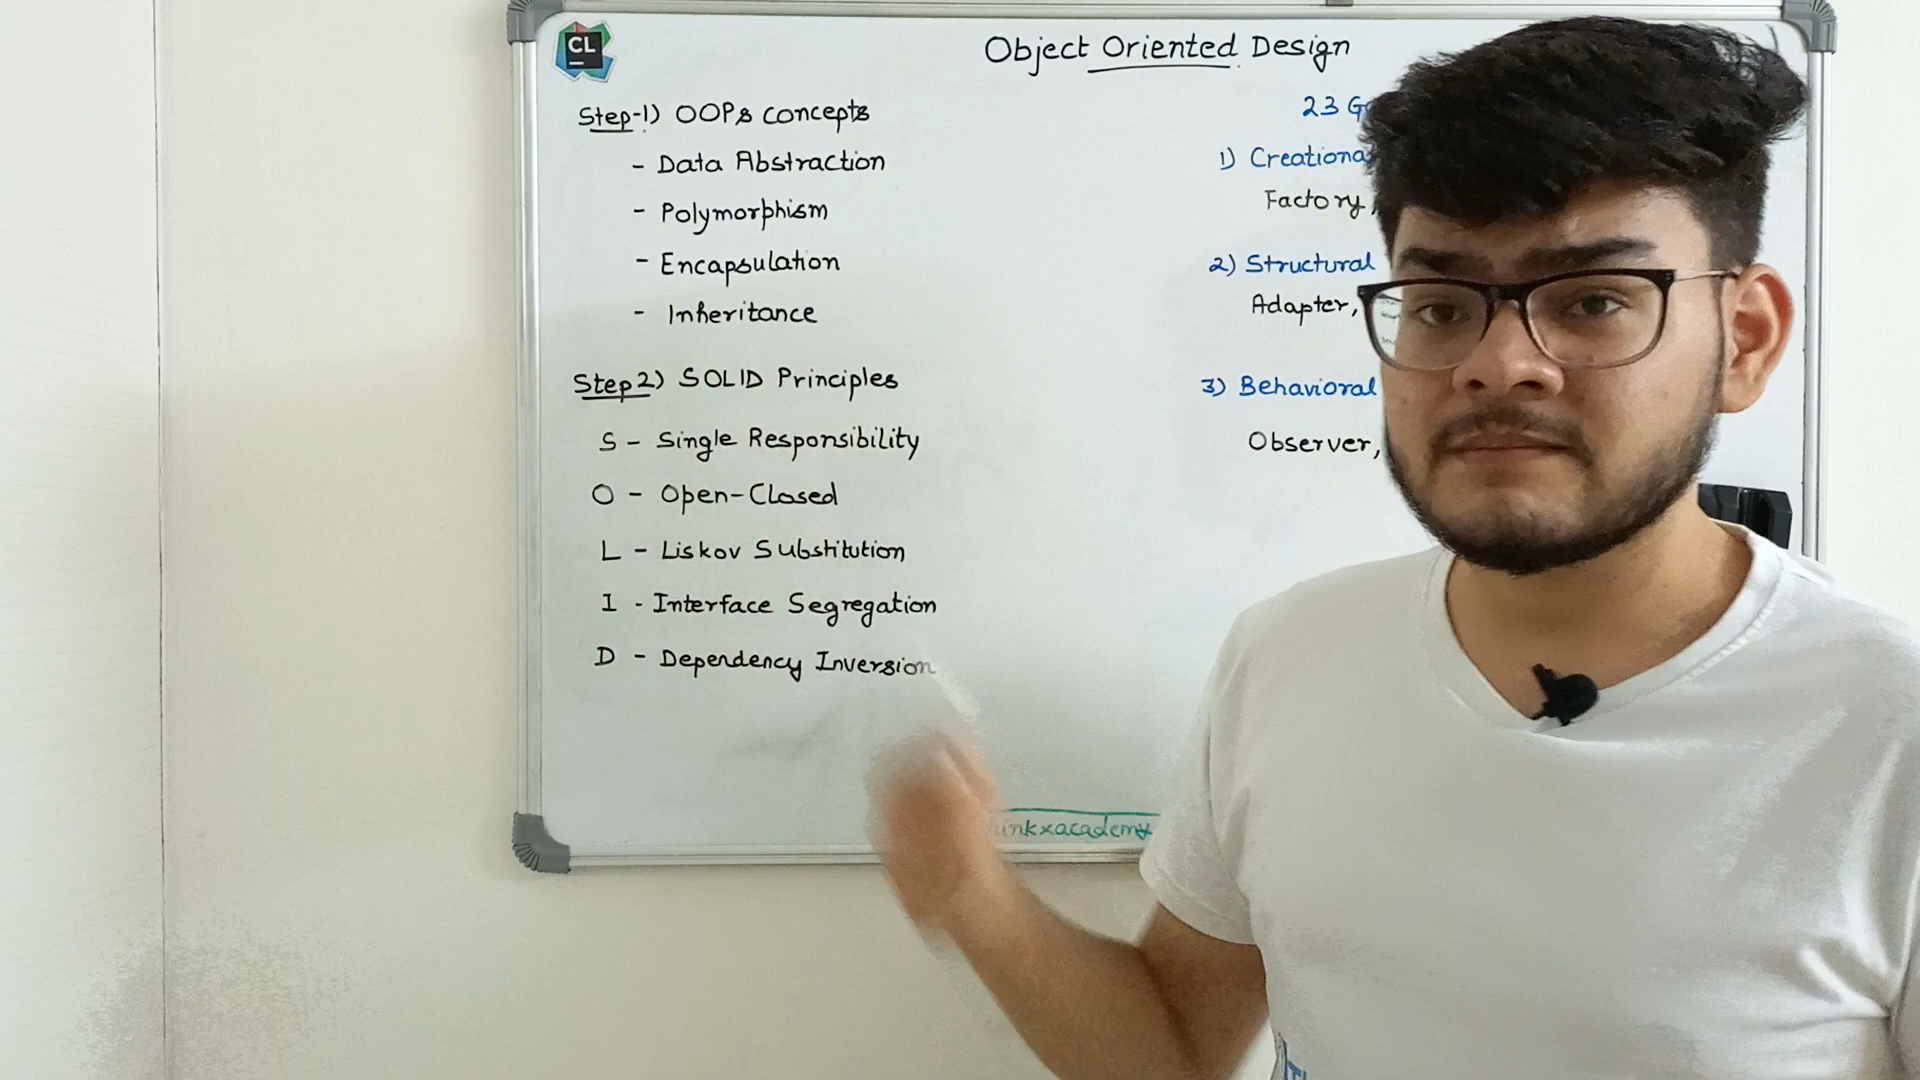 CL
Object Oriented Design
Step-1) OOPs concepts
- Data Abstraction
- Polymorphism
- Encapsulation
- Inheritance
Step 2) SOLID Principles
S - Single Responsibility
O - Open-Closed
L - Liskov Substitution
I - Interface Segregation
D - Dependency Inversion
23
1) Creational
Factory,
2) Structural
Adapter,
3) Behavioral
Observer,